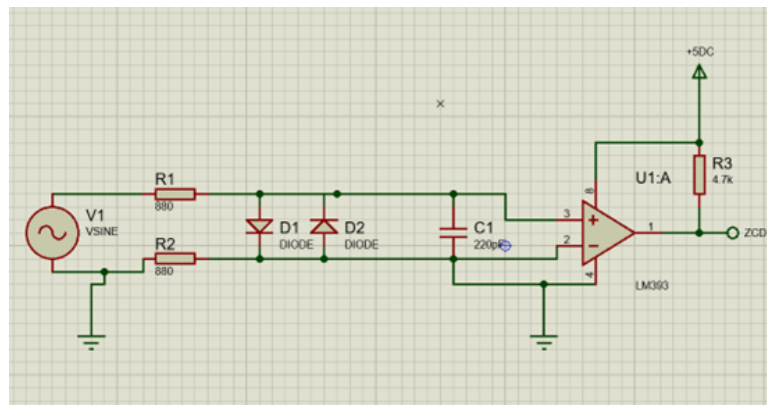 +5DC
R1
880
V1
VSINE
R2
880
D1
DIODE
D2
DIODE
C1
3
2
8
4
1
U1:A
LM393
R3
4.7k
ZCD